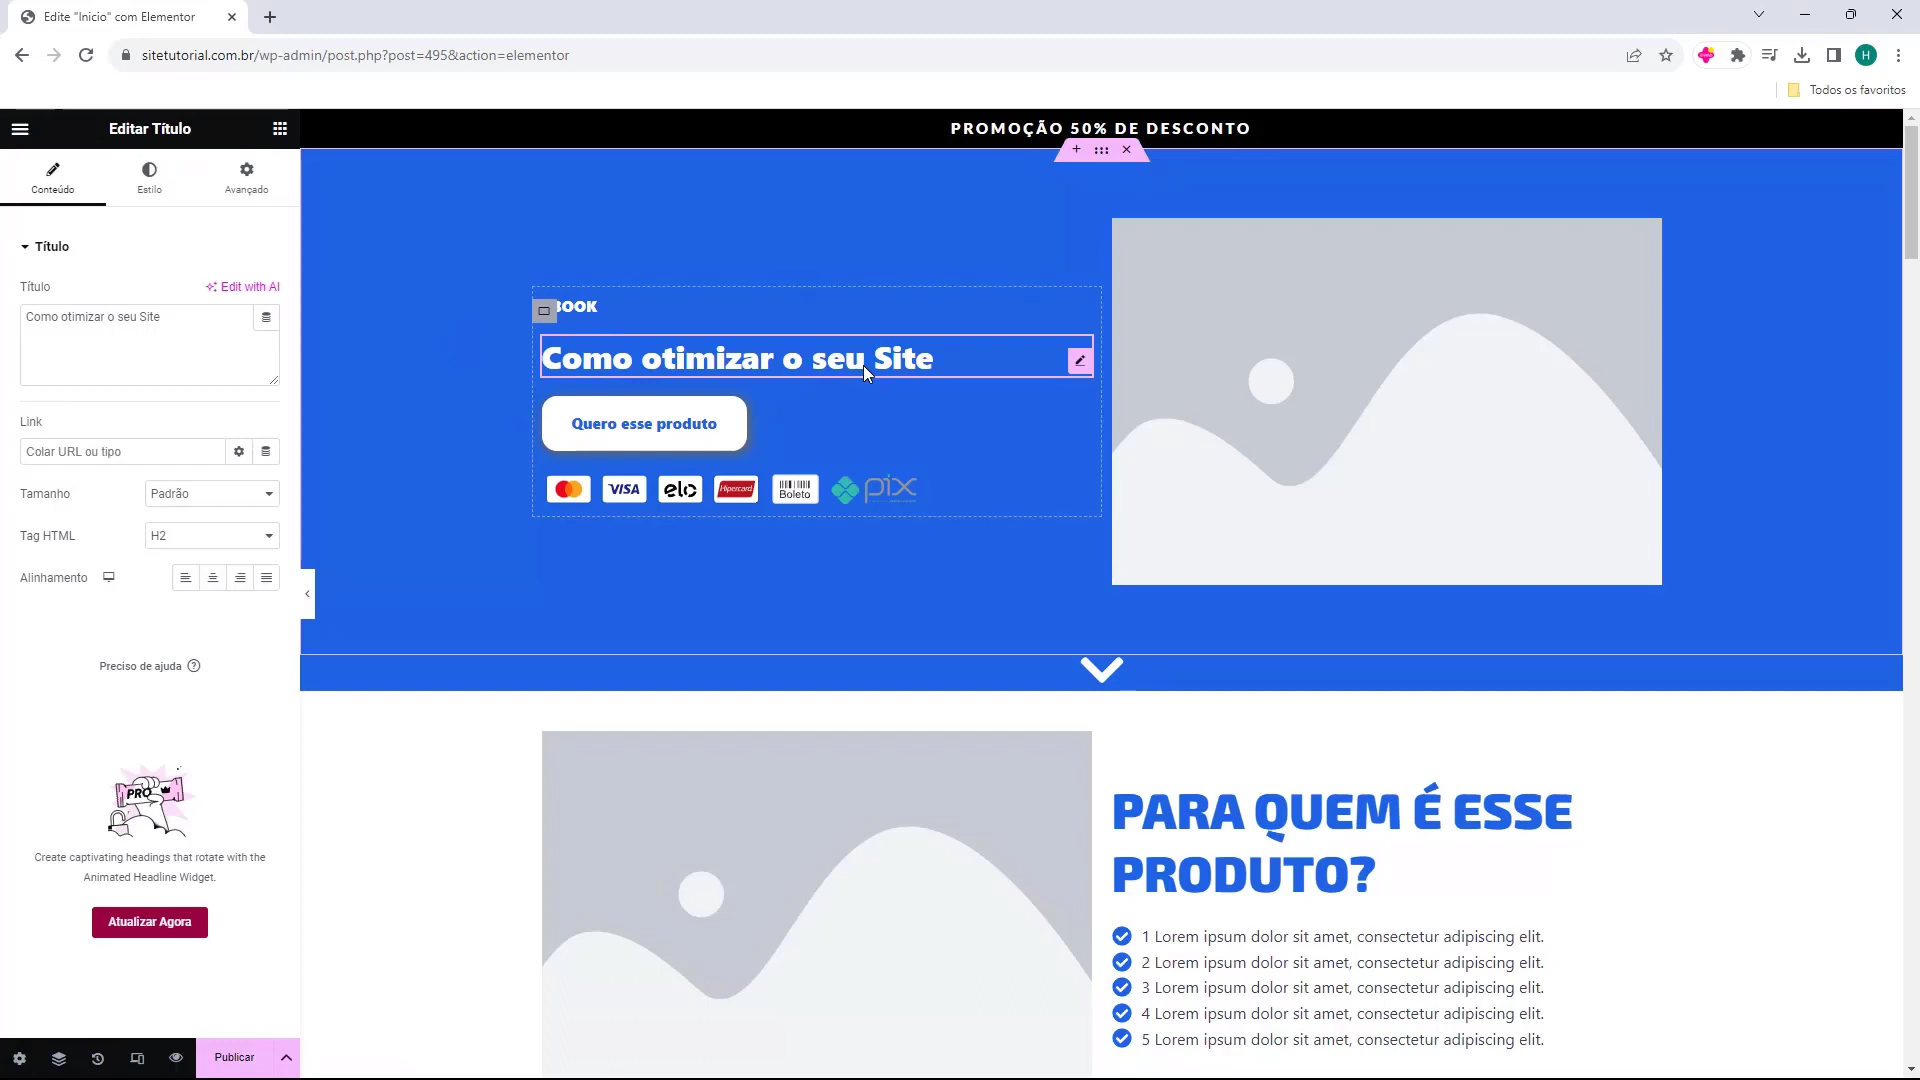 Edite "Inicio" com Elementor
sitetutorial.com.br/wp-admin/post.php?post=495&action=elementor
H
Todos os favoritos
Editar Título
PROMOÇÃO 50% DE DESCONTO
Conteúdo
Estilo
Avançado
Título
Título
Edit with AI
Como otimizar o seu Site
Link
Colar URL ou tipo
Tamanho
Padrão
Tag HTML
H2
Alinhamento
Preciso de ajuda
PRO
Create captivating headings that rotate with the
Animated Headline Widget.
Atualizar Agora
Publicar
BOOK
Como otimizar o seu Site
Quero esse produto
VISA
elo
Hipercard
Boleto
pix
PARA QUEM É ESSE
PRODUTO?
1 Lorem ipsum dolor sit amet, consectetur adipiscing elit.
2 Lorem ipsum dolor sit amet, consectetur adipiscing elit.
3 Lorem ipsum dolor sit amet, consectetur adipiscing elit.
4 Lorem ipsum dolor sit amet, consectetur adipiscing elit.
5 Lorem ipsum dolor sit amet, consectetur adipiscing elit.